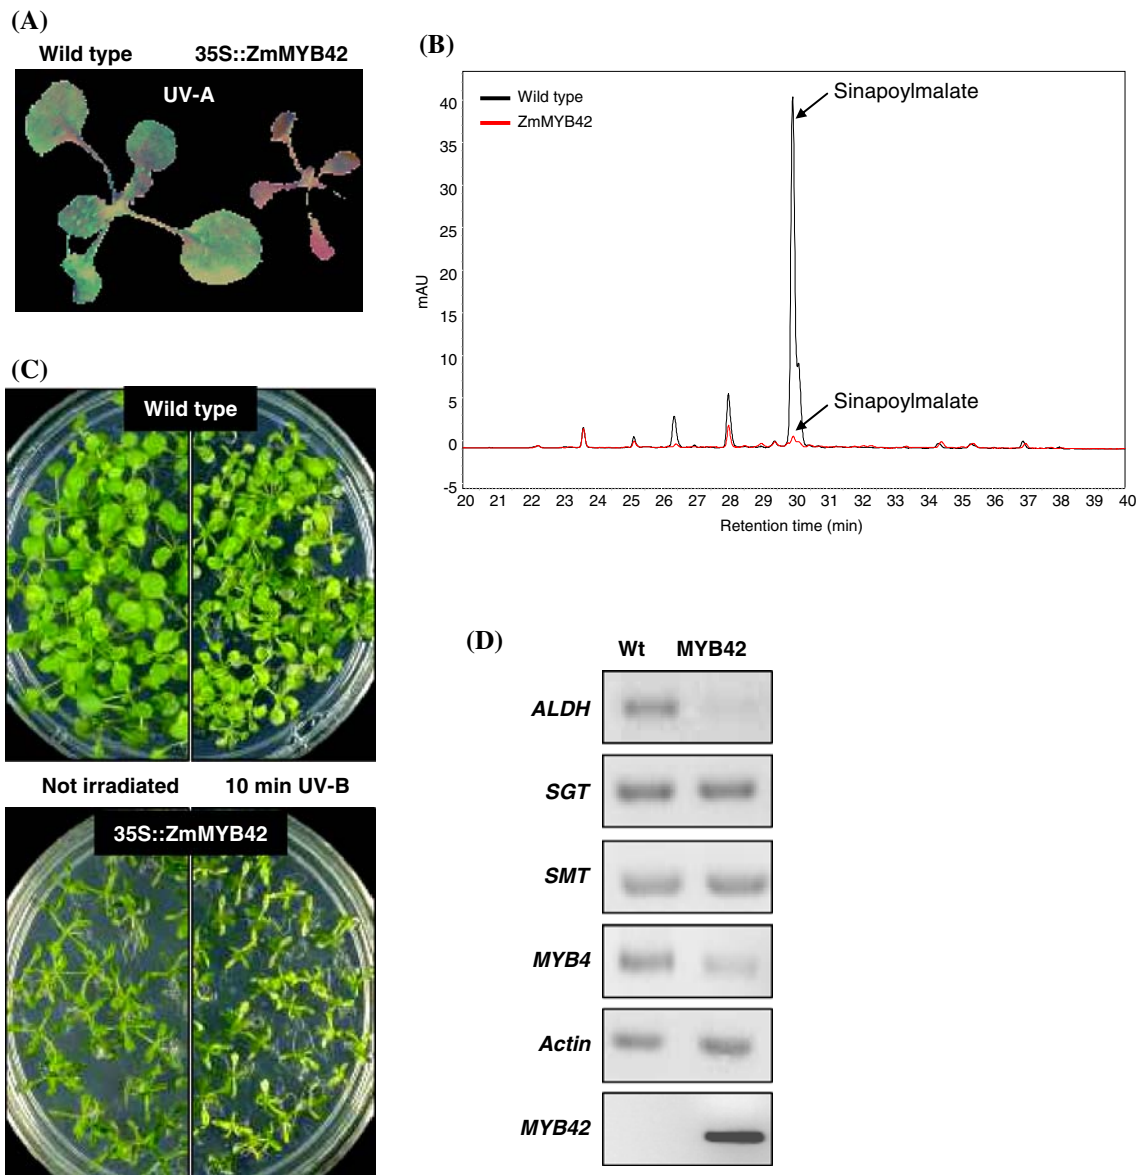 (A)
Wild type 35S::ZmMYB42
UV-A
(B)
Wild type
ZmMYB42
Sinapoylmalate
Sinapoylmalate
mAU
40
35
30
25
20
15
10
5
0
-5
20 22 23 24 25 26 28 29 30 31 32 33 34 35 36 38 39 40
Retention time (min)
(C)
Wild type
Not irradiated 10 min UV-B
35S::ZmMYB42
(D)
Wt MYB42
ALDH
SGT
SMT
MYB4
Actin
MYB42